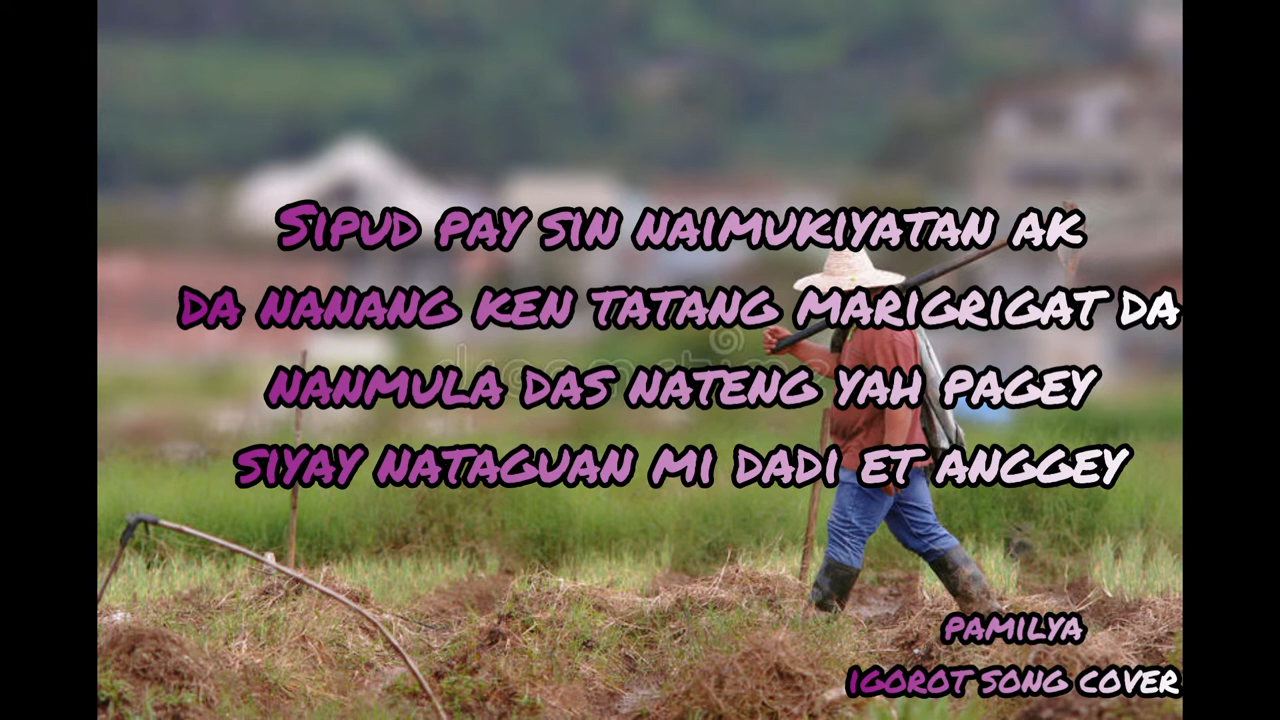 Sipud pay sin naimukiyatan ak
da nanang ken tatang marigrigat da
nanmula das nateng yah pagey
siyay nataguan mi dadi et anggey
pamilya
igorot song cover